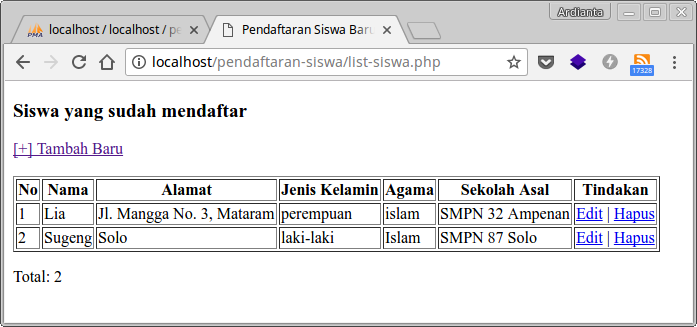 Ardianta
localhost / localhost / pe
Pendaftaran Siswa Baru
localhost/pendaftaran-siswa/list-siswa.php
17328
Siswa yang sudah mendaftar
[+] Tambah Baru
No Nama Alamat Jenis Kelamin Agama Sekolah Asal Tindakan
1 Lia Jl. Mangga No. 3, Mataram perempuan islam SMPN 32 Ampenan Edit | Hapus
2 Sugeng Solo laki-laki Islam SMPN 87 Solo Edit | Hapus
Total: 2